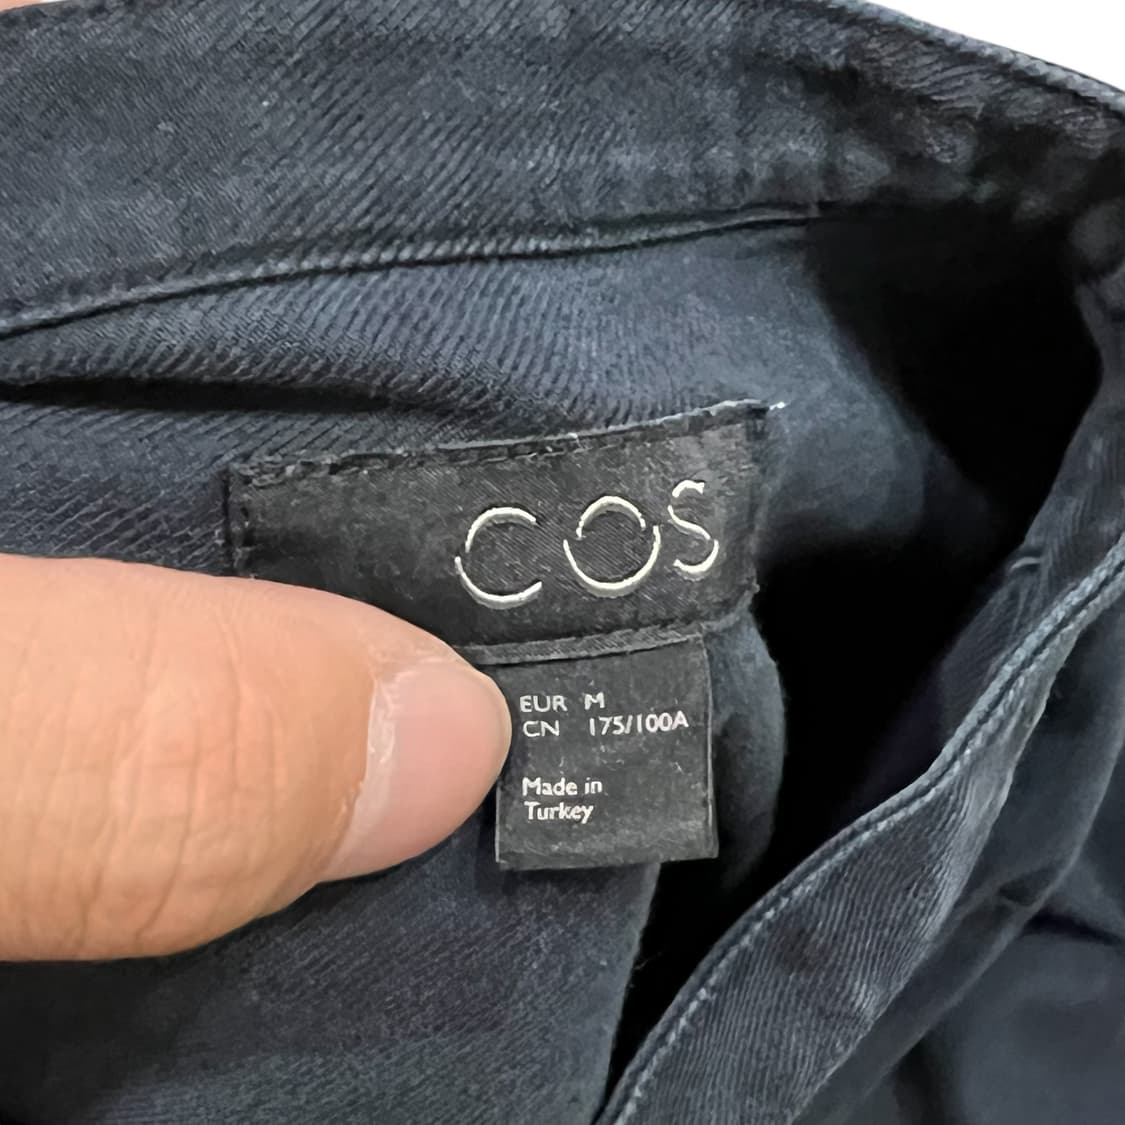 COS
EUR M
CN 175/100A
Made in
Turkey